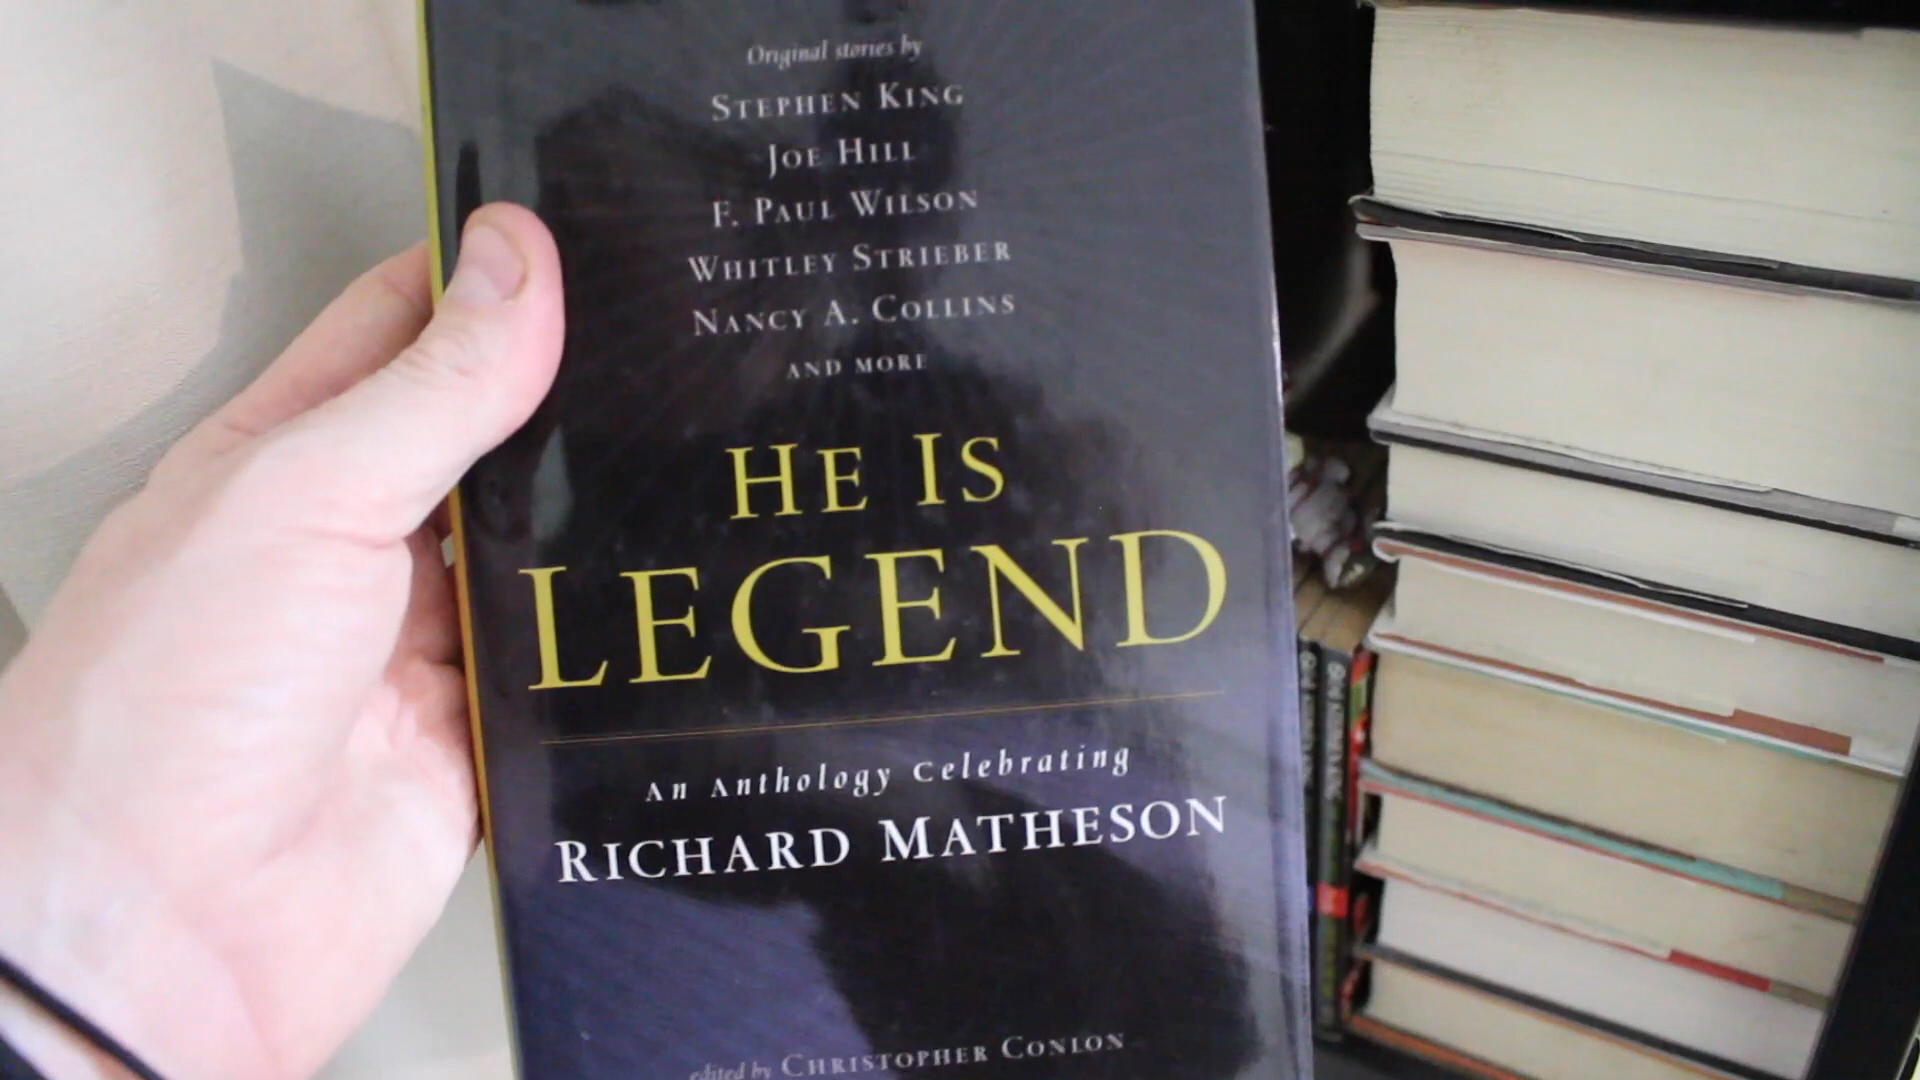 Original stories by
STEPHEN KING
JOE HILL
F. PAUL WILSON
WHITLEY STRIEBER
NANCY A. COLLINS
AND MORE
HE IS
LEGEND
An Anthology Celebrating
RICHARD MATHESON
edited by CHRISTOPHER CONLON